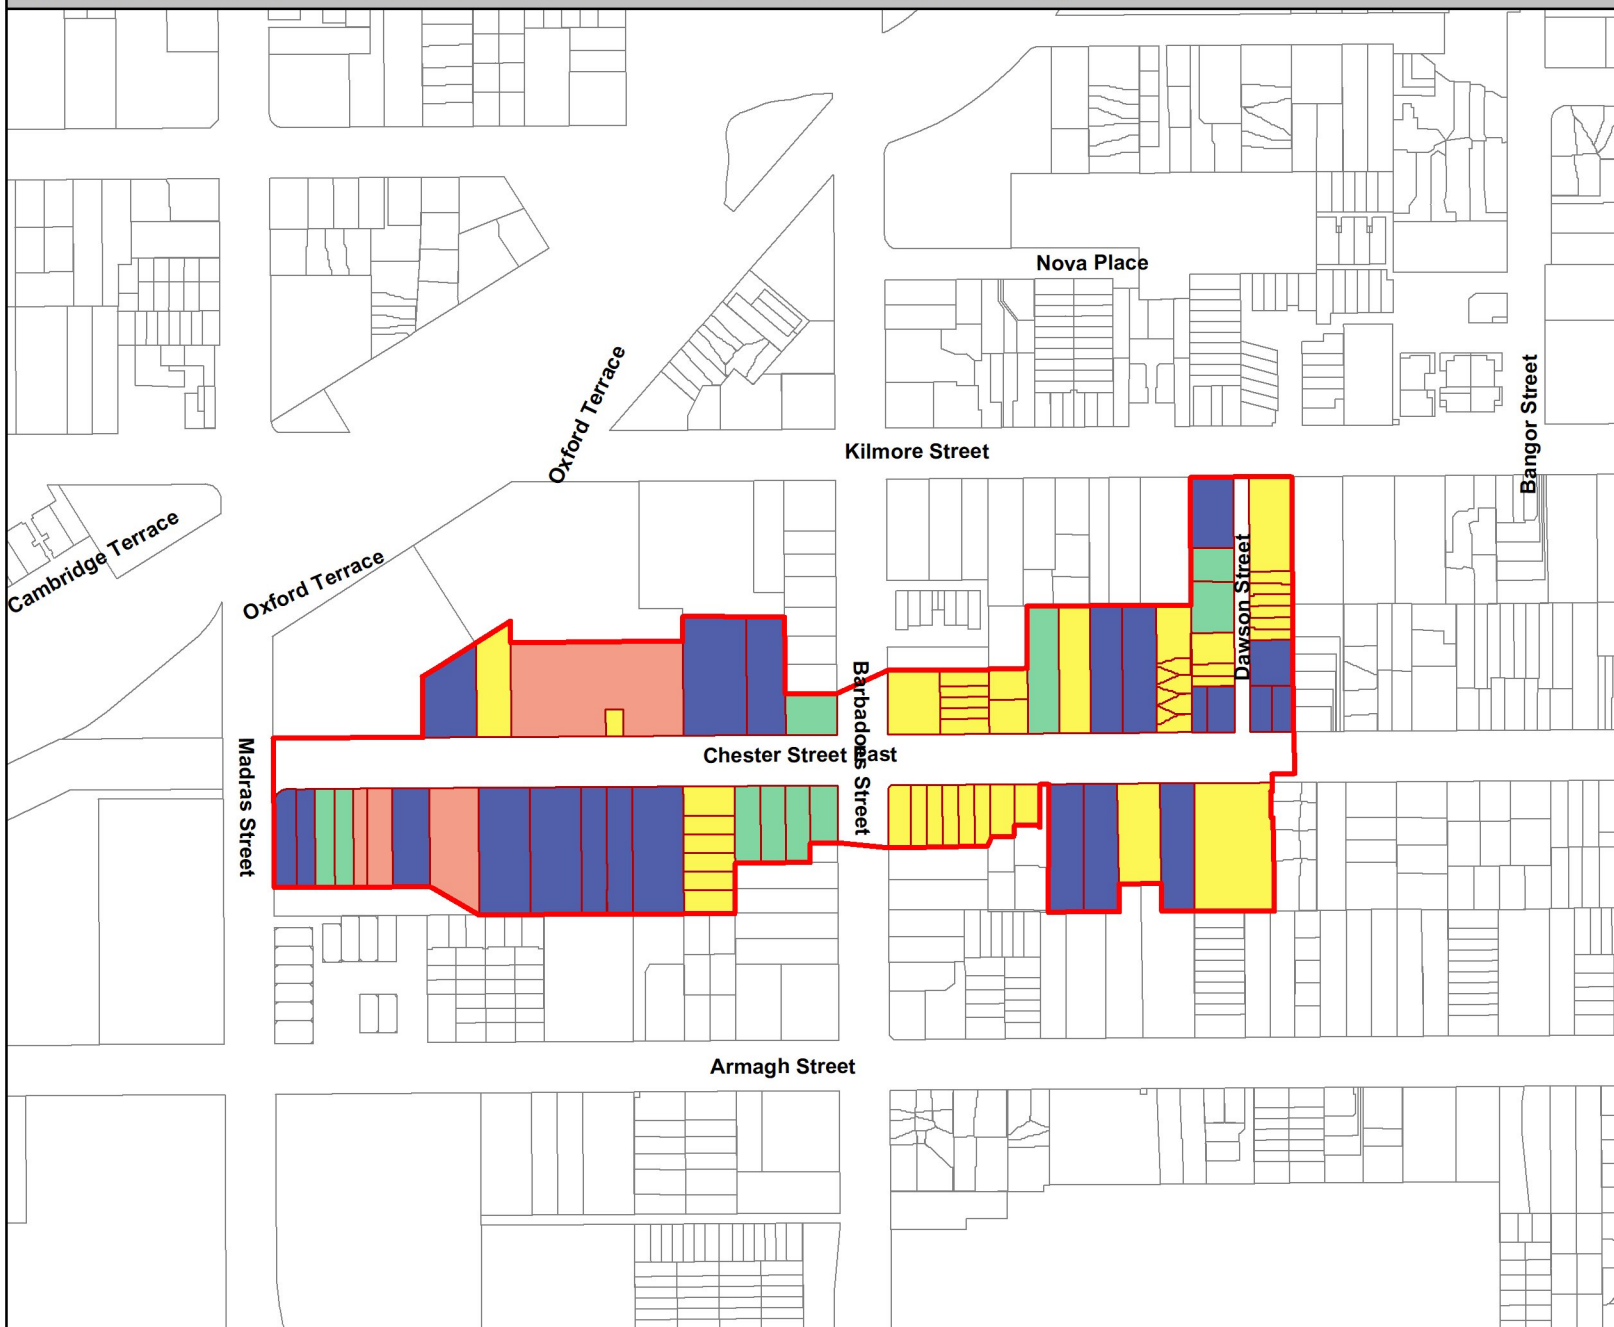 Nova Place
Oxford Terrace
Bangor Street
Kilmore Street
Cambridge Terrace
Oxford Terrace
Dawson Street
Barbadoes Street
Chester Street East
Madras Street
Armagh Street